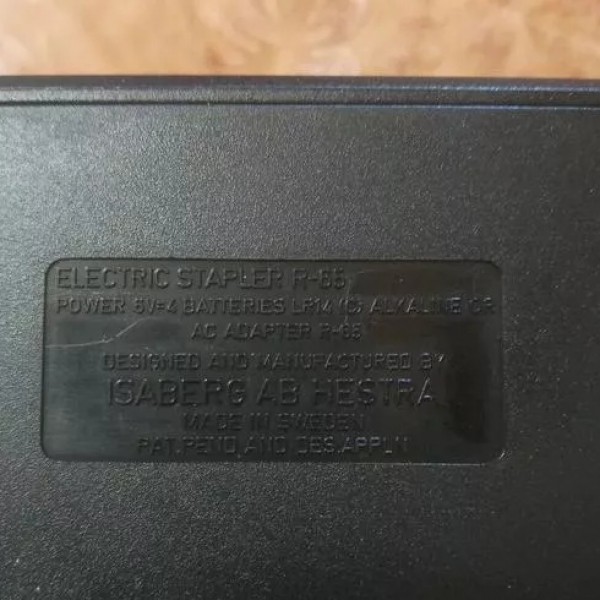 ELECTRIC STAPLER R-65
POWER 6V=4 BATTERIES LR14 (C) ALKALINE OR
AC ADAPTER R-65
DESIGNED AND MANUFACTURED BY
ISABERG AB HESTRA
MADE IN SWEDEN
PAT.PEND.AND DES.APPLN